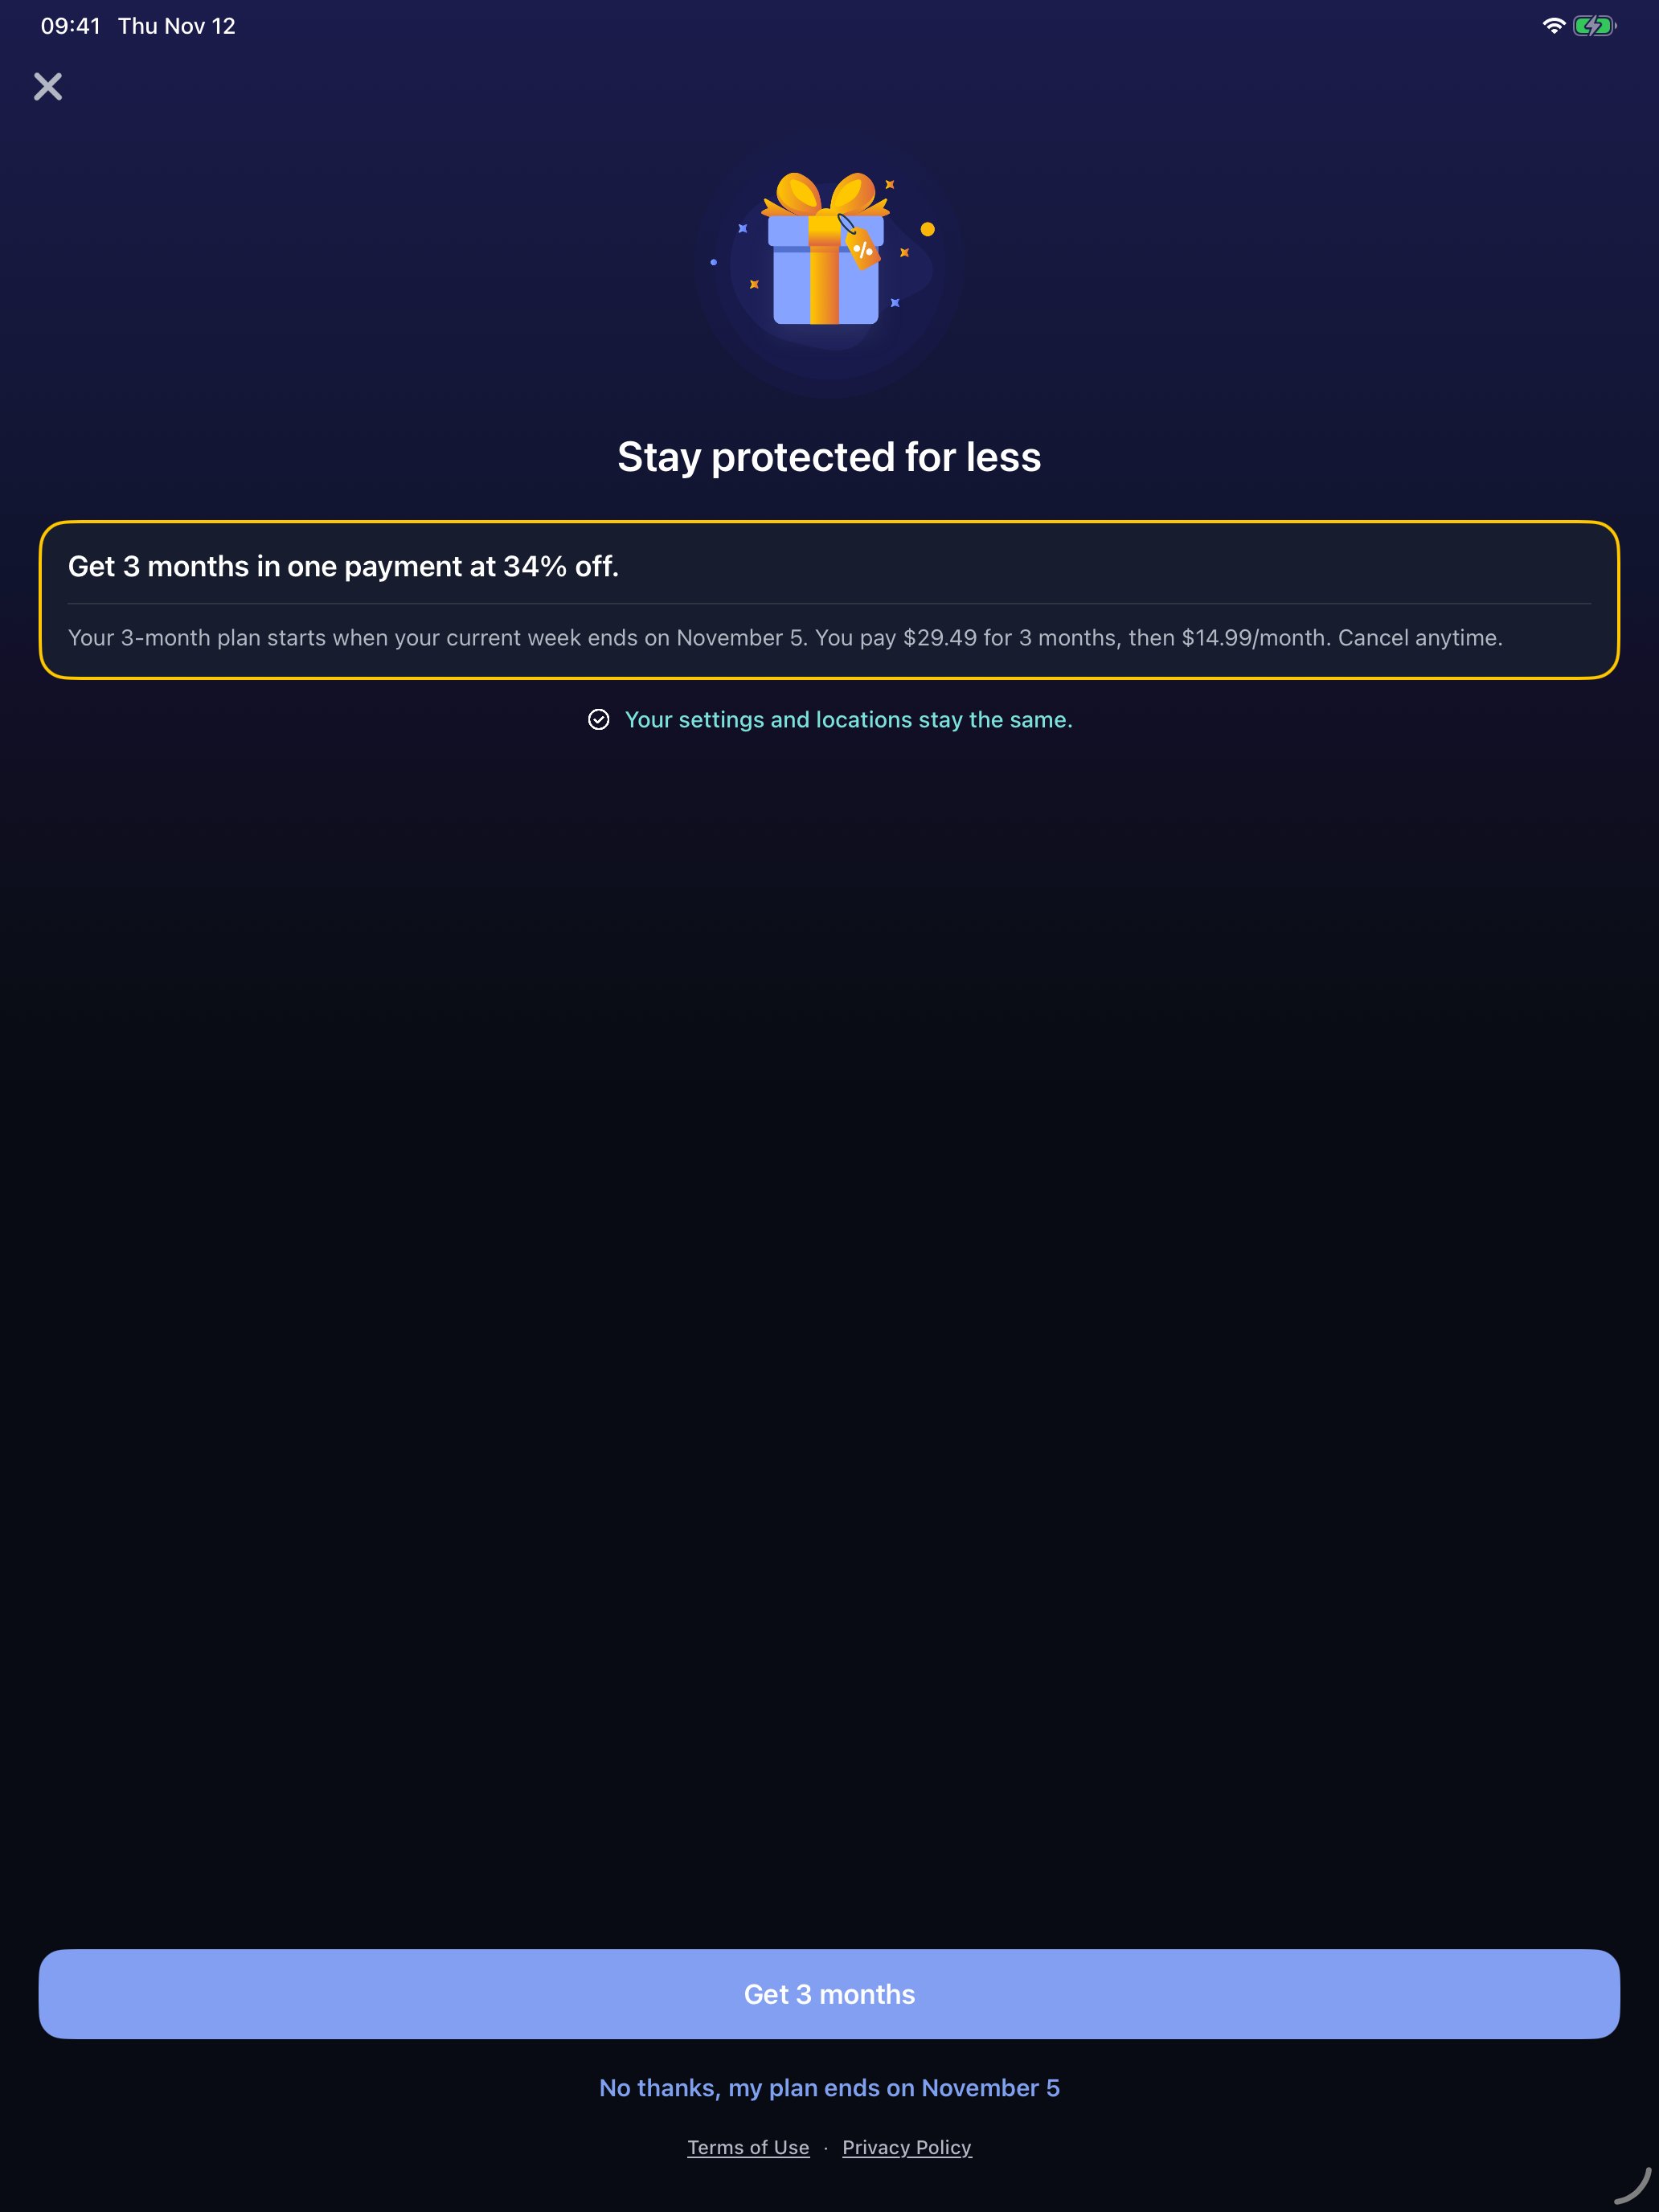 09:41 Thu Nov 12
%
Stay protected for less
Get 3 months in one payment at 34% off.
Your 3-month plan starts when your current week ends on November 5. You pay $29.49 for 3 months, then $14.99/month. Cancel anytime.
Your settings and locations stay the same.
Get 3 months
No thanks, my plan ends on November 5
Terms of Use · Privacy Policy